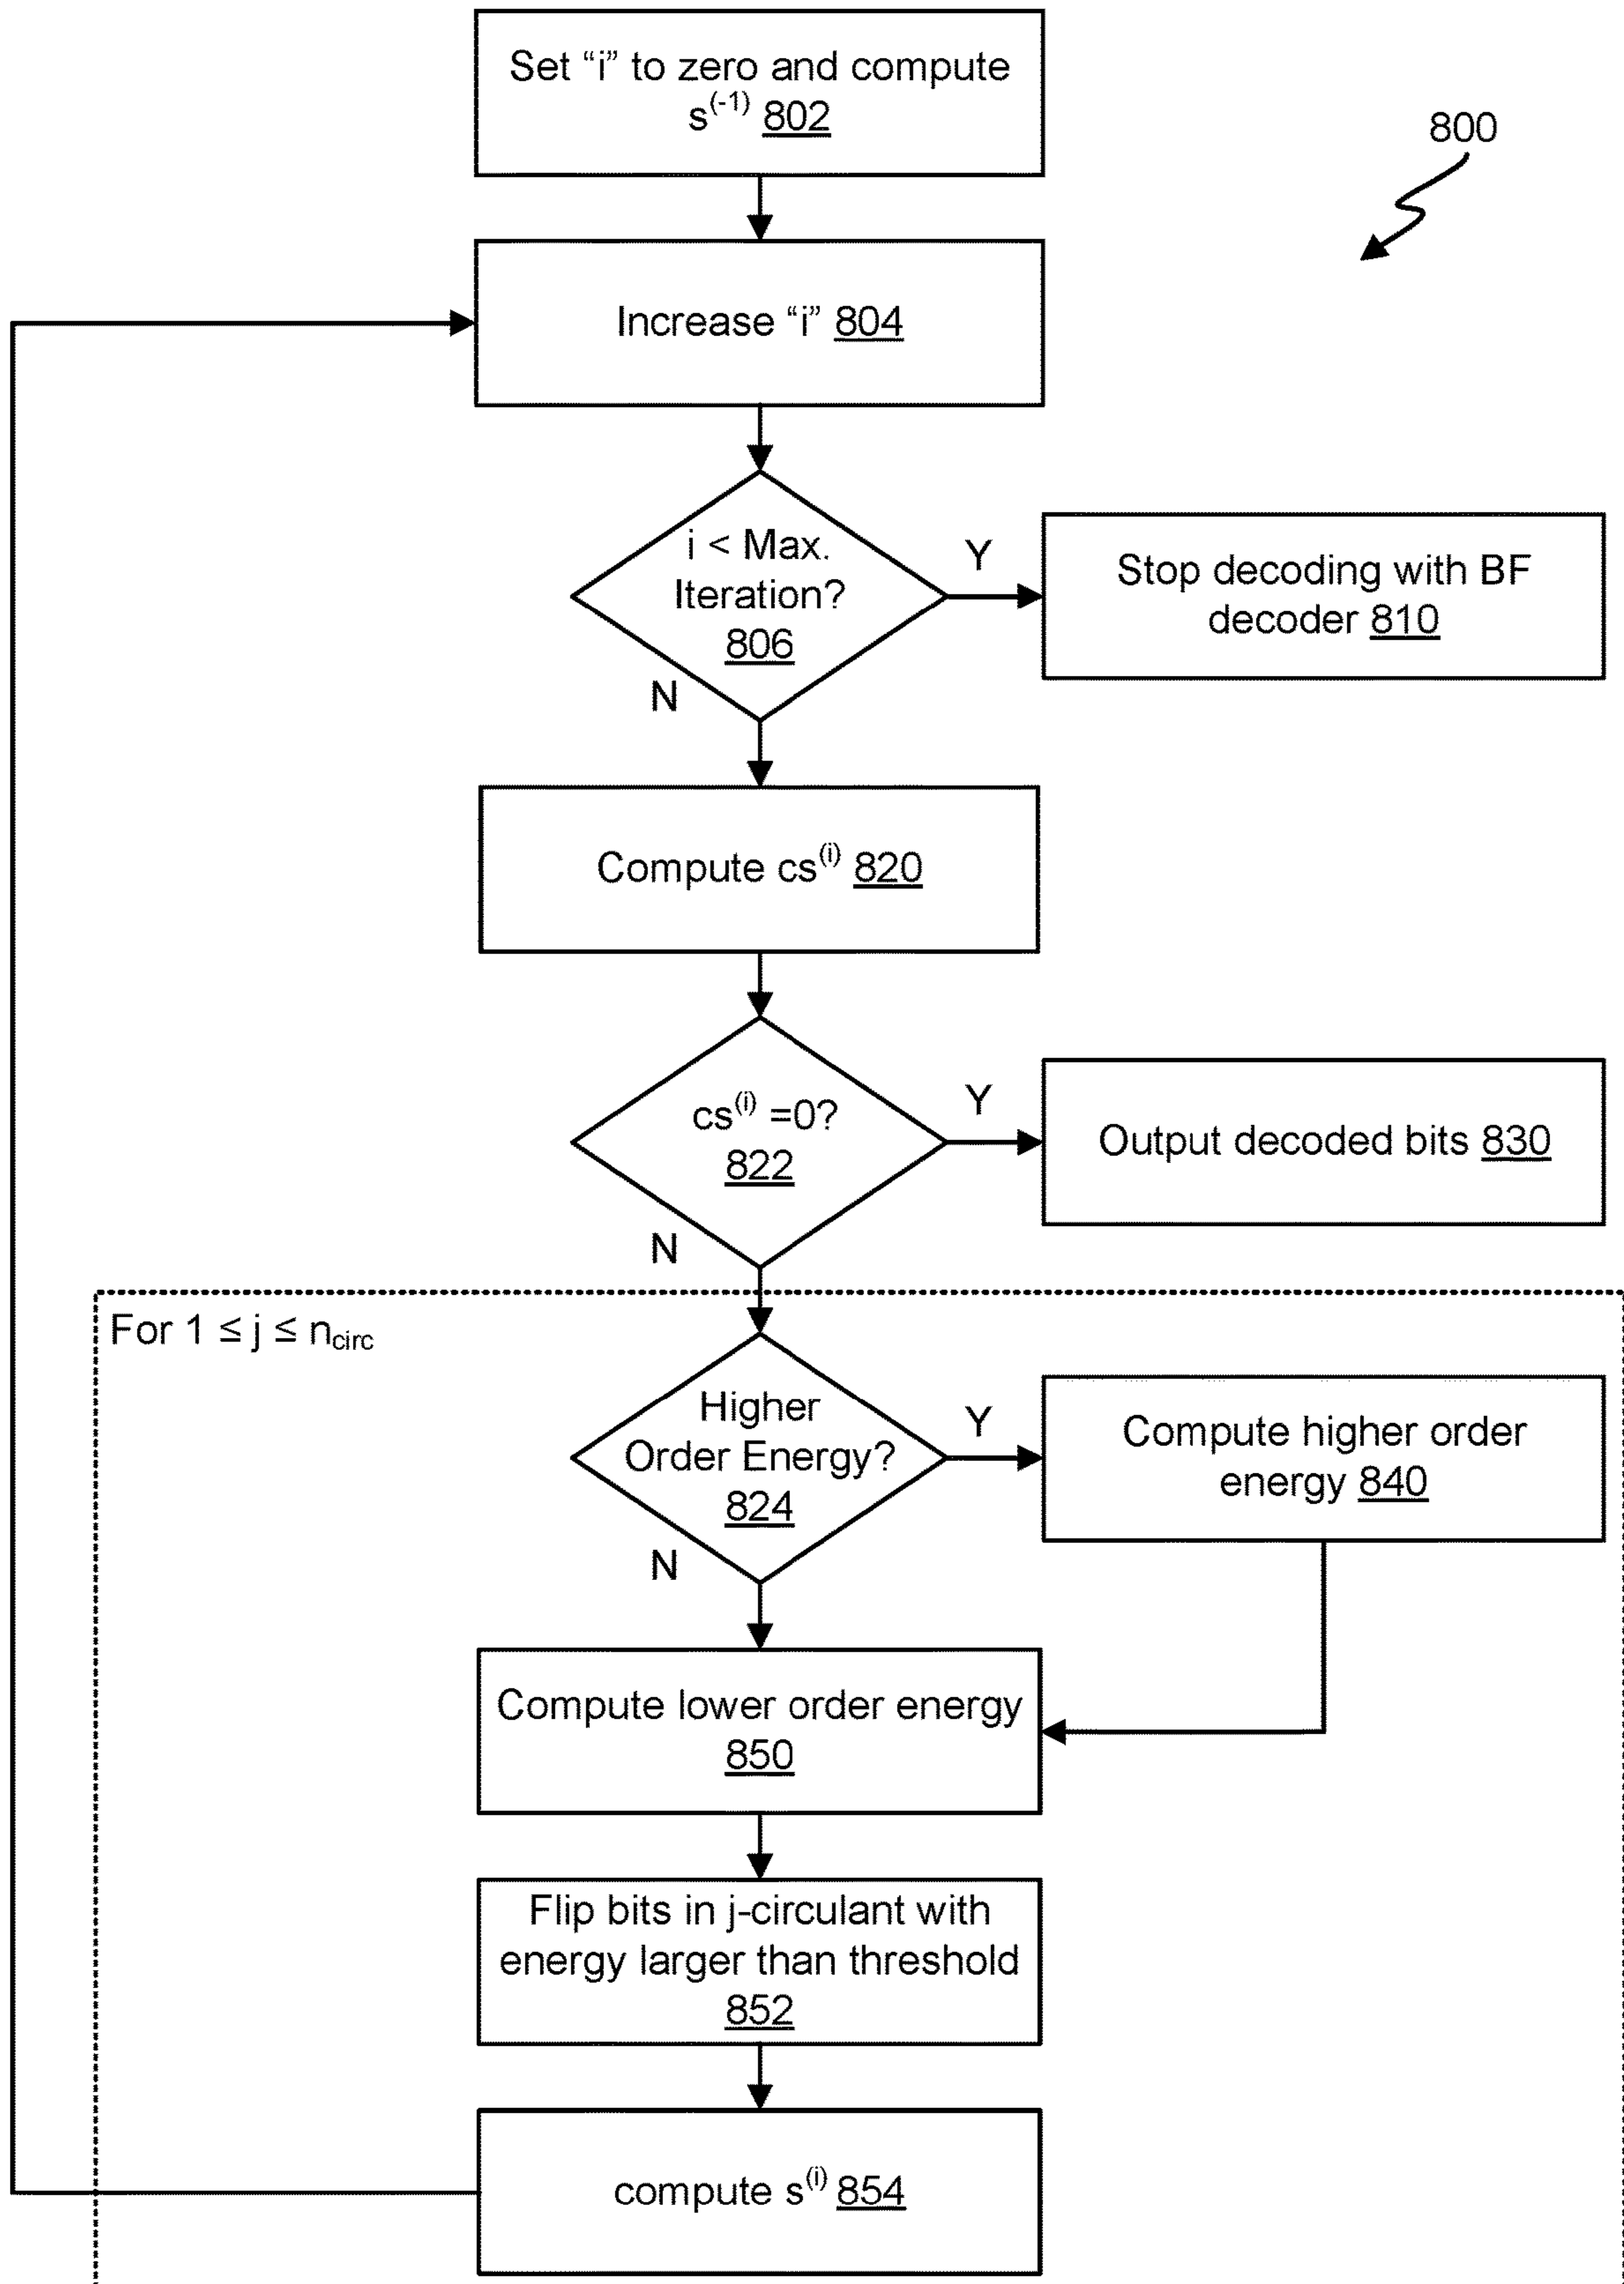 Set “i” to zero and compute
s⁽⁻¹⁾ 802
800
Increase “i” 804
i < Max.
Iteration?
806
Y
N
Stop decoding with BF
decoder 810
Compute cs⁽ⁱ⁾ 820
cs⁽ⁱ⁾ =0?
822
Y
N
Output decoded bits 830
For 1 ≤ j ≤ n_circ
Higher
Order Energy?
824
Y
N
Compute higher order
energy 840
Compute lower order energy
850
Flip bits in j-circulant with
energy larger than threshold
852
compute s⁽ⁱ⁾ 854